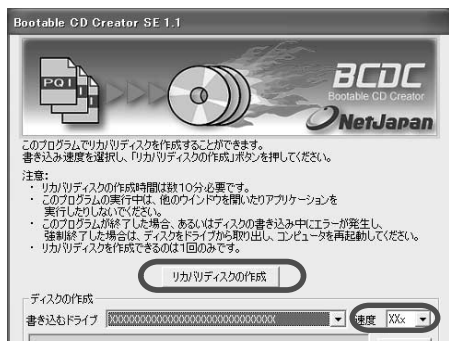 Bootable CD Creator SE 1.1
PQI
BCDC
Bootable CD Creator
NetJapan
このプログラムでリカバリディスクを作成することができます。
書き込み速度を選択し、「リカバリディスクの作成」ボタンを押してください。
注意:
・ リカバリディスクの作成時間は数10分必要です。
・ このプログラムの実行中は、他のウインドウを開いたりアプリケーションを
実行したりしないでください。
・ このプログラムが終了した場合、あるいはディスクの書き込み中にエラーが発生し、
強制終了した場合は、ディスクをドライブから取り出し、コンピュータを再起動してください。
・ リカバリディスクを作成できるのは1回のみです。
リカバリディスクの作成
ディスクの作成
書き込むドライブ XXXXXXXXXXXXXXXXXXXXXXXXXXXXXX 速度 XXx